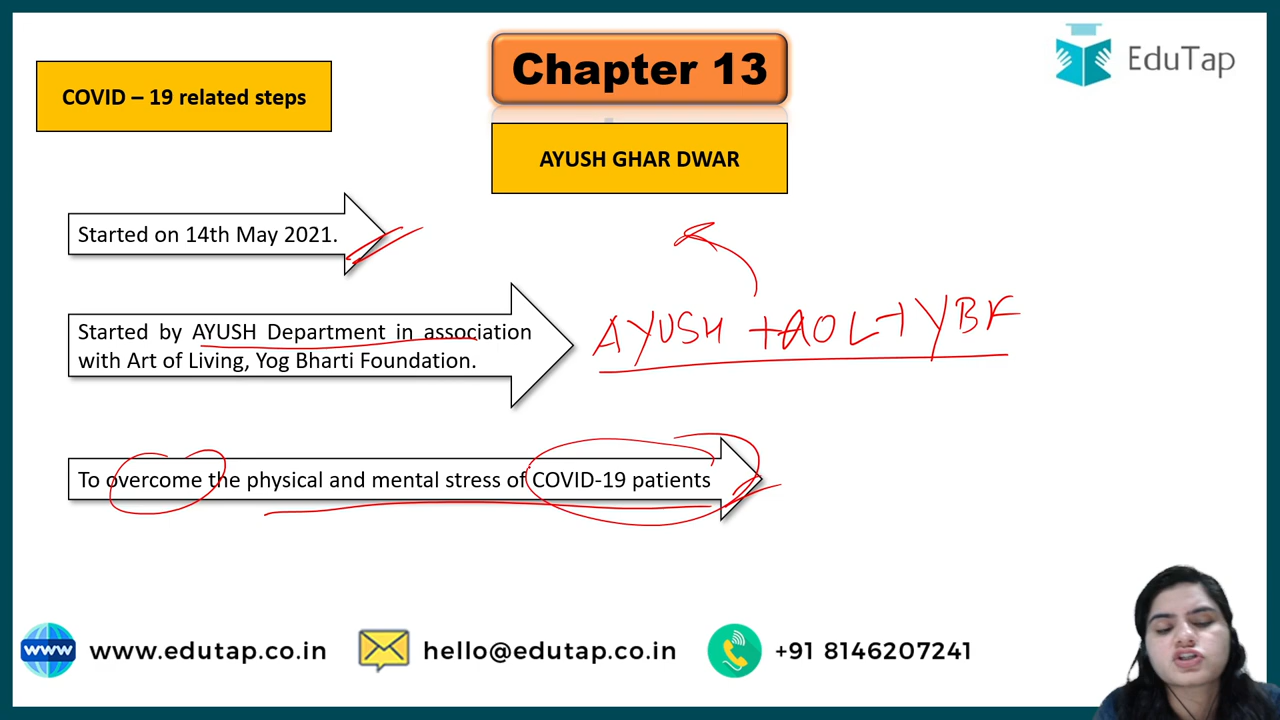 Chapter 13
EduTap
COVID – 19 related steps
AYUSH GHAR DWAR
Started on 14th May 2021.
Started by AYUSH Department in association
with Art of Living, Yog Bharti Foundation.
AYUSH + AOL + YBF
To overcome the physical and mental stress of COVID-19 patients
www www.edutap.co.in hello@edutap.co.in +91 8146207241